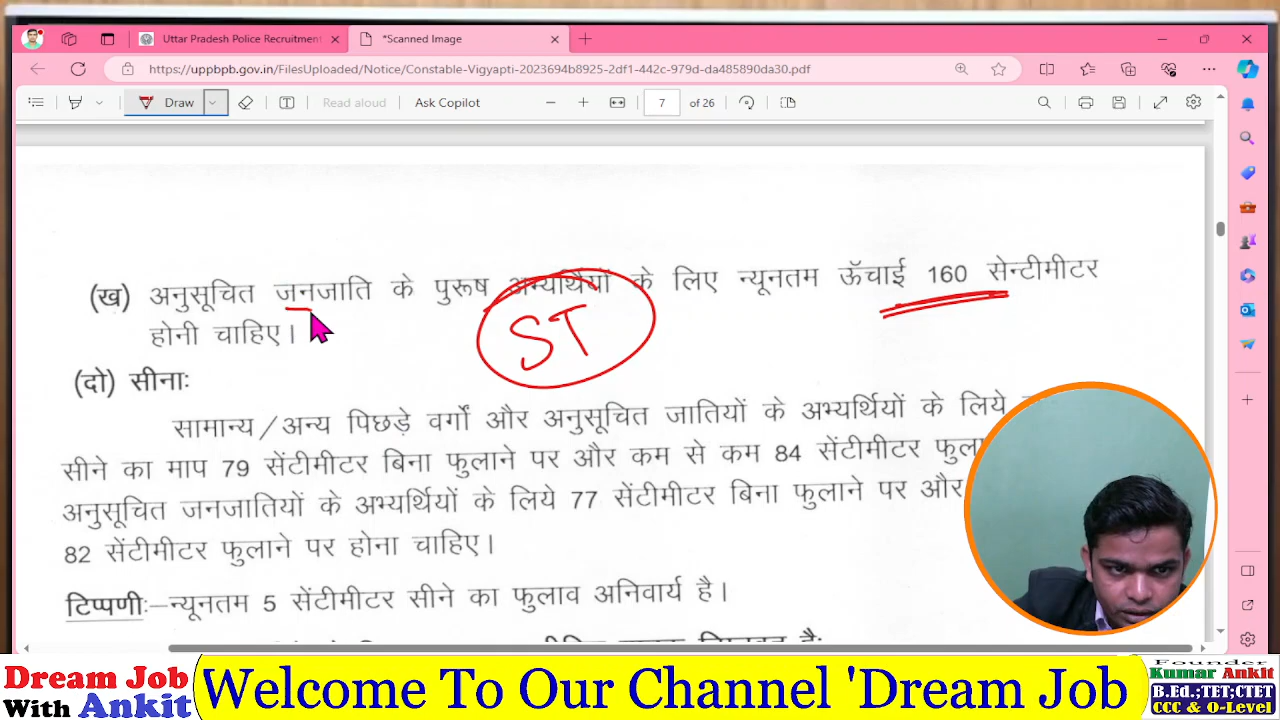 Uttar Pradesh Police Recruitment
*Scanned Image
https://uppbpb.gov.in/FilesUploaded/Notice/Constable-Vigyapti-2023694b8925-2df1-442c-979d-da485890da30.pdf
Draw
Read aloud
Ask Copilot
7 of 26
(ख) अनुसूचित जनजाति के पुरूष अभ्यर्थियों के लिए न्यूनतम ऊँचाई 160 सेन्टीमीटर
होनी चाहिए।
ST
(दो) सीनाः
सामान्य/अन्य पिछड़े वर्गों और अनुसूचित जातियों के अभ्यर्थियों के लिये
सीने का माप 79 सेंटीमीटर बिना फुलाने पर और कम से कम 84 सेंटीमीटर
अनुसूचित जनजातियों के अभ्यर्थियों के लिये 77 सेंटीमीटर बिना फुलाने पर और
82 सेंटीमीटर फुलाने पर होना चाहिए।
टिप्पणीः-न्यूनतम 5 सेंटीमीटर सीने का फुलाव अनिवार्य है।
Dream Job
With Ankit
Welcome To Our Channel 'Dream Job
Founder
Kumar Ankit
B.Ed.;TET;CTET
CCC & O-Level